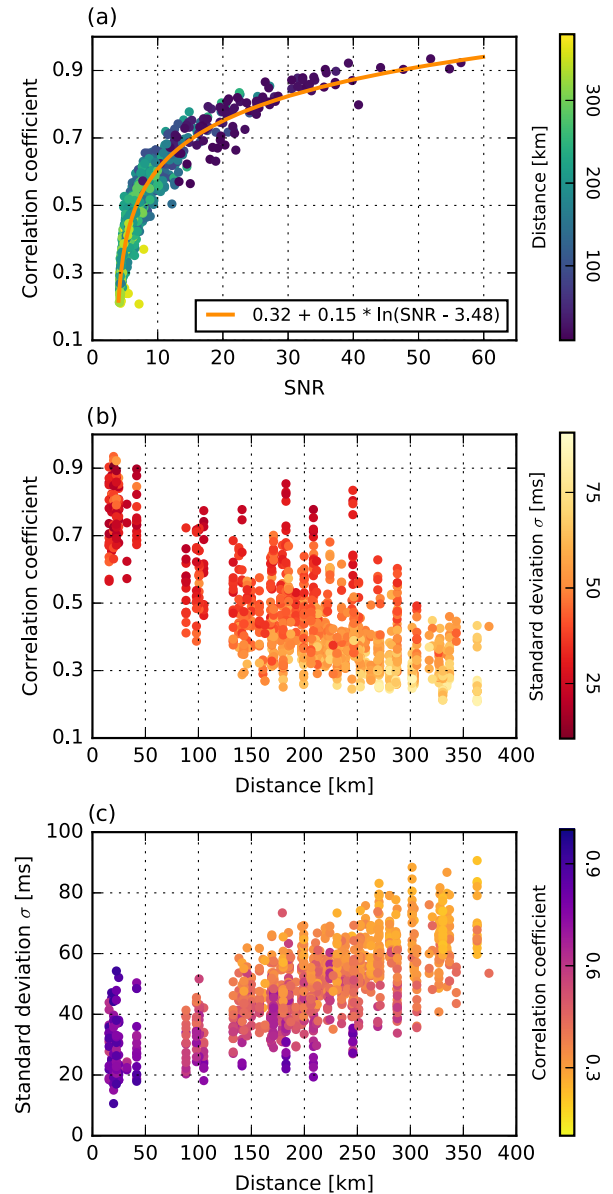 (a)
Correlation coefficient
0.9
0.7
0.5
0.3
0.1
0 10 20 30 40 50 60
SNR
0.32 + 0.15 * ln(SNR - 3.48)
Distance [km]
300
200
100
(b)
Correlation coefficient
0.9
0.7
0.5
0.3
0.1
0 50 100 150 200 250 300 350 400
Distance [km]
Standard deviation σ [ms]
75
50
25
(c)
Standard deviation σ [ms]
100
80
60
40
20
0
0 50 100 150 200 250 300 350 400
Distance [km]
Correlation coefficient
0.9
0.6
0.3